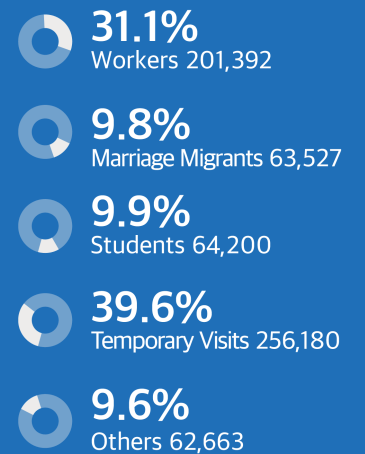 31.1%
Workers 201,392
9.8%
Marriage Migrants 63,527
9.9%
Students 64,200
39.6%
Temporary Visits 256,180
9.6%
Others 62,663